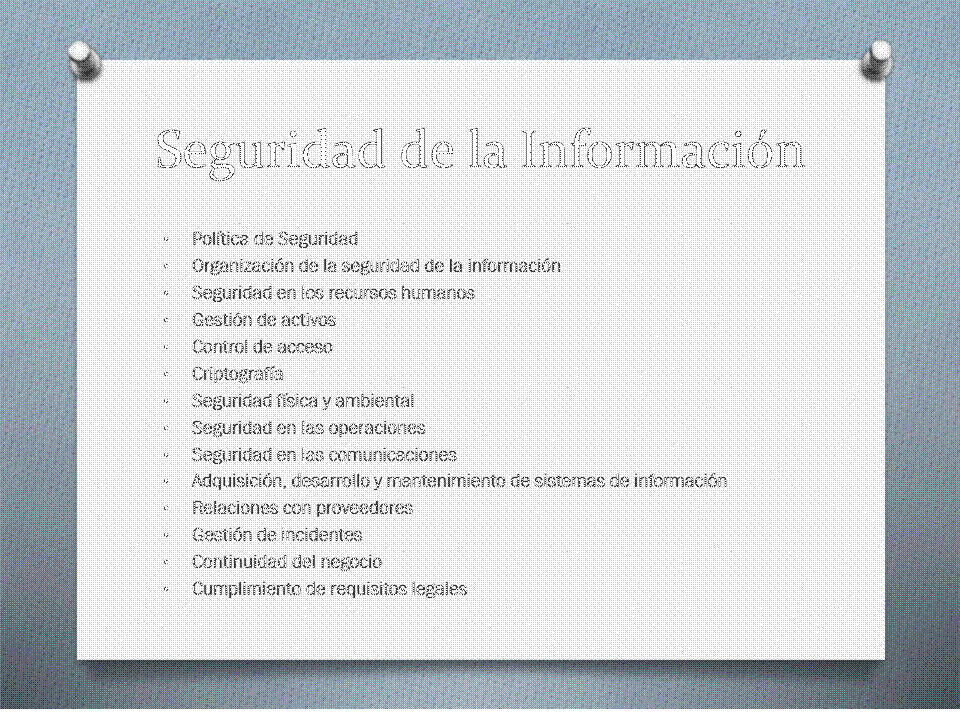 Seguridad de la Información
• Política de Seguridad
• Organización de la seguridad de la información
• Seguridad en los recursos humanos
• Gestión de activos
• Control de acceso
• Criptografía
• Seguridad física y ambiental
• Seguridad en las operaciones
• Seguridad en las comunicaciones
• Adquisición, desarrollo y mantenimiento de sistemas de información
• Relaciones con proveedores
• Gestión de incidentes
• Continuidad del negocio
• Cumplimiento de requisitos legales